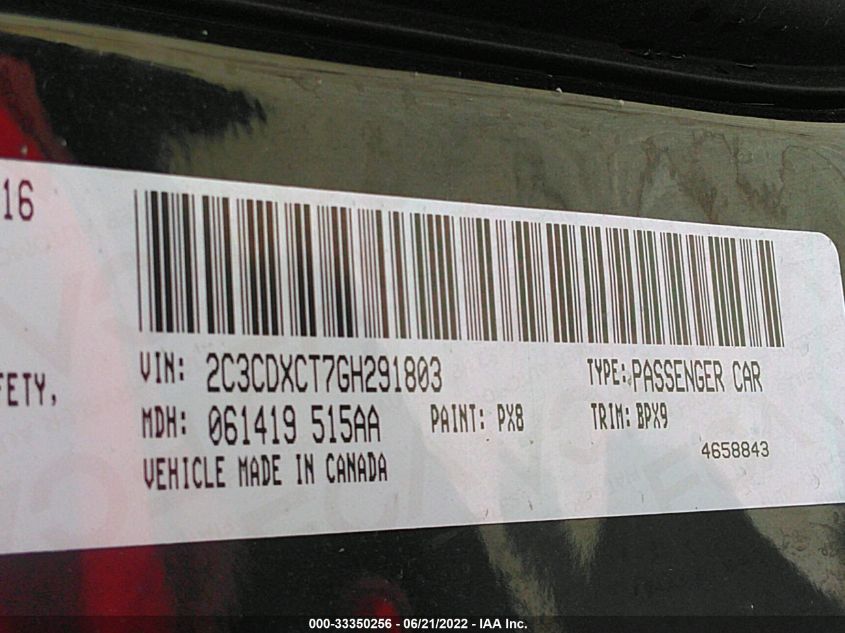 16
FETY,
VIN: 2C3CDXCT7GH291803 TYPE: PASSENGER CAR
MDH: 061419 515AA PAINT: PX8 TRIM: BPX9
VEHICLE MADE IN CANADA 4658843
000-33350256 - 06/21/2022 - IAA Inc.